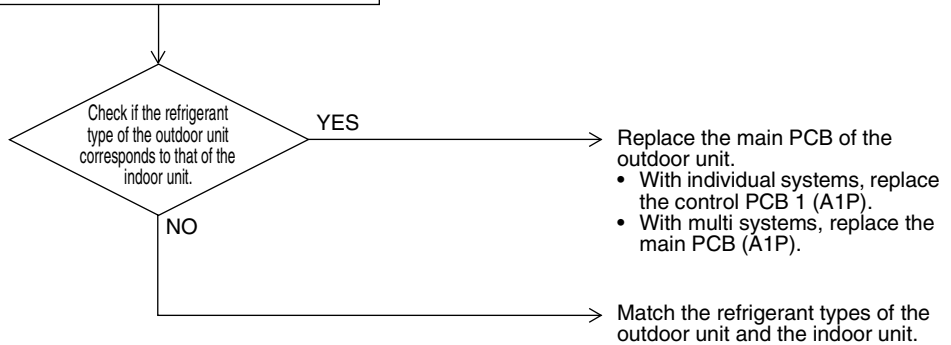 Check if the refrigerant
type of the outdoor unit
corresponds to that of the
indoor unit.
YES
NO
Replace the main PCB of the
outdoor unit.
• With individual systems, replace
the control PCB 1 (A1P).
• With multi systems, replace the
main PCB (A1P).
Match the refrigerant types of the
outdoor unit and the indoor unit.